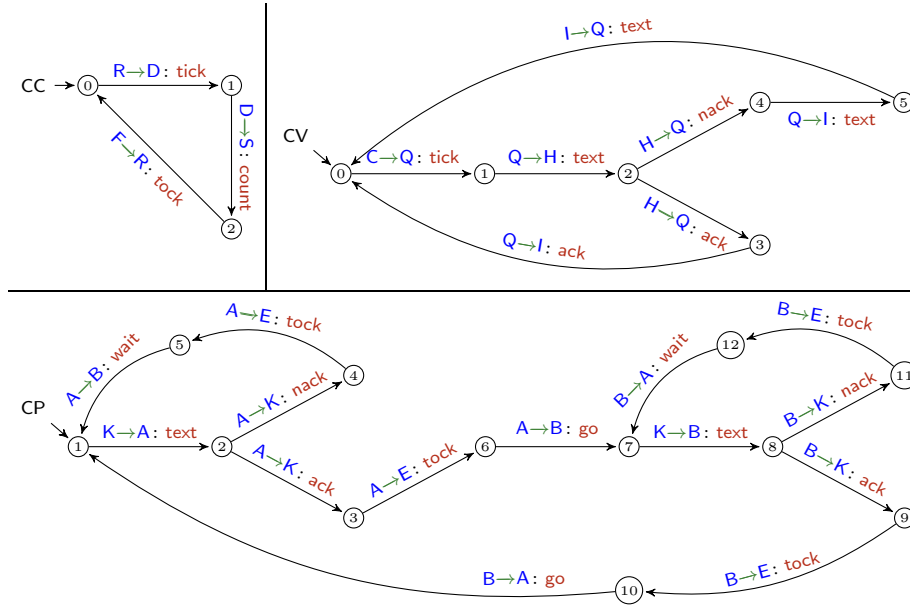 CC
0
R→D: tick
1
D→S: count
2
F→R: tock
CV
0
C→Q: tick
1
Q→H: text
2
H→Q: nack
4
Q→I: text
5
I→Q: text
H→Q: ack
3
Q→I: ack
CP
1
K→A: text
2
A→K: nack
4
A→E: tock
5
A→B: wait
A→K: ack
3
A→E: tock
6
A→B: go
7
K→B: text
8
B→K: nack
11
B→E: tock
12
B→A: wait
B→K: ack
9
B→E: tock
10
B→A: go